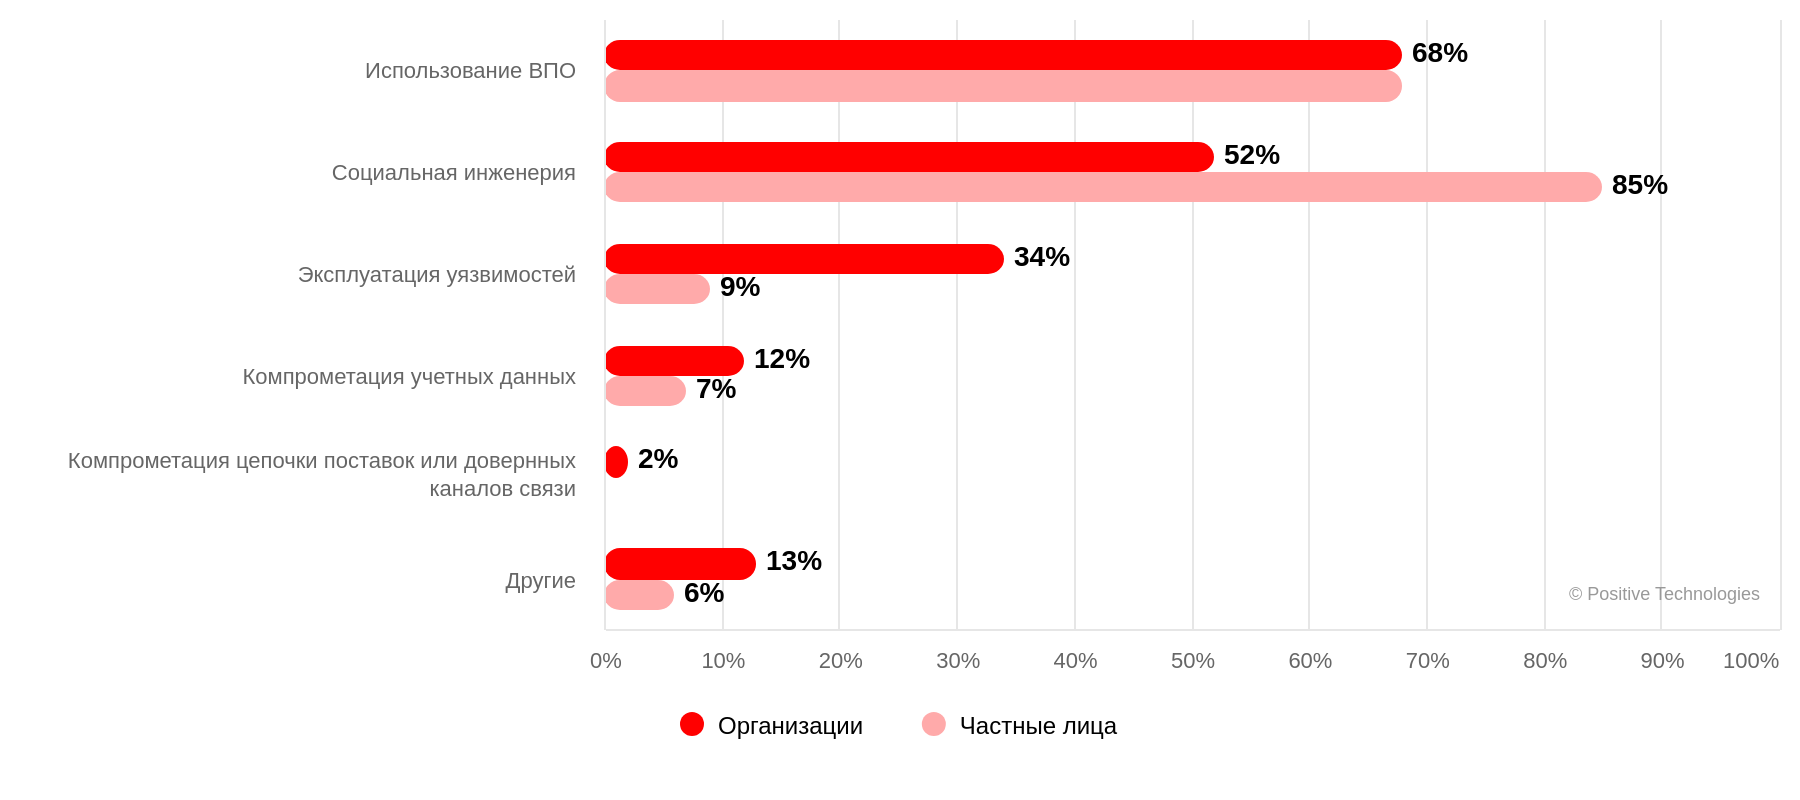 Использование ВПО
68%
Социальная инженерия
52%
85%
Эксплуатация уязвимостей
34%
9%
Компрометация учетных данных
12%
7%
Компрометация цепочки поставок или довернных
каналов связи
2%
Другие
13%
6%
© Positive Technologies
0% 10% 20% 30% 40% 50% 60% 70% 80% 90% 100%
Организации Частные лица